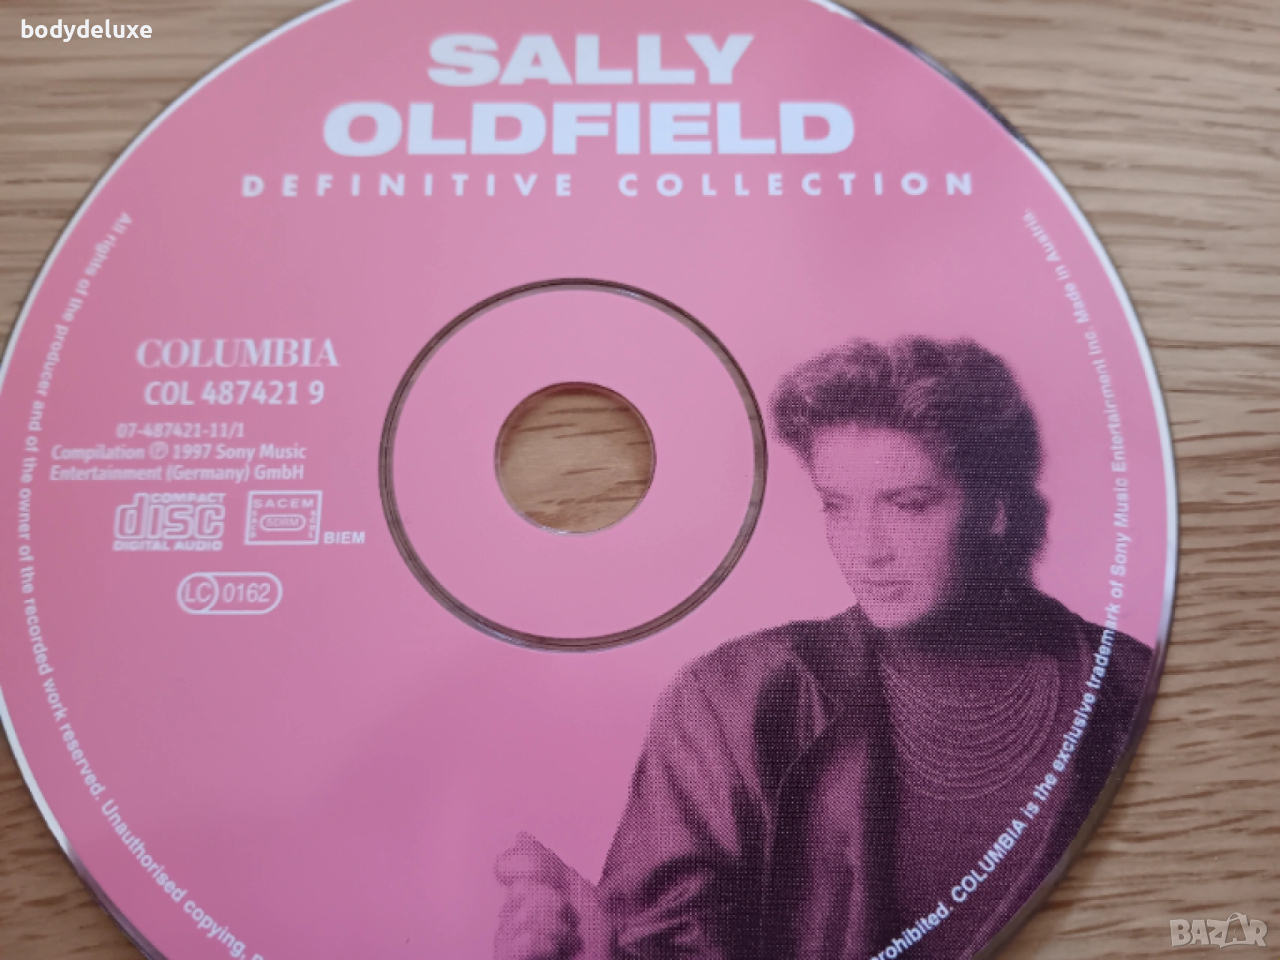 bodydeluxe
SALLY
OLDFIELD
DEFINITIVE COLLECTION
COLUMBIA
COL 487421 9
07-487421-11/1
Compilation ℗ 1997 Sony Music
Entertainment (Germany) GmbH
COMPACT
disc
DIGITAL AUDIO
SACEM
SDRM
BIEM
LC 0162
All rights of the producer and of the owner of the recorded work reserved. Unauthorised copying,
prohibited. COLUMBIA is the exclusive trademark of Sony Music Entertainment Inc. Made in Austria.
BAZAR